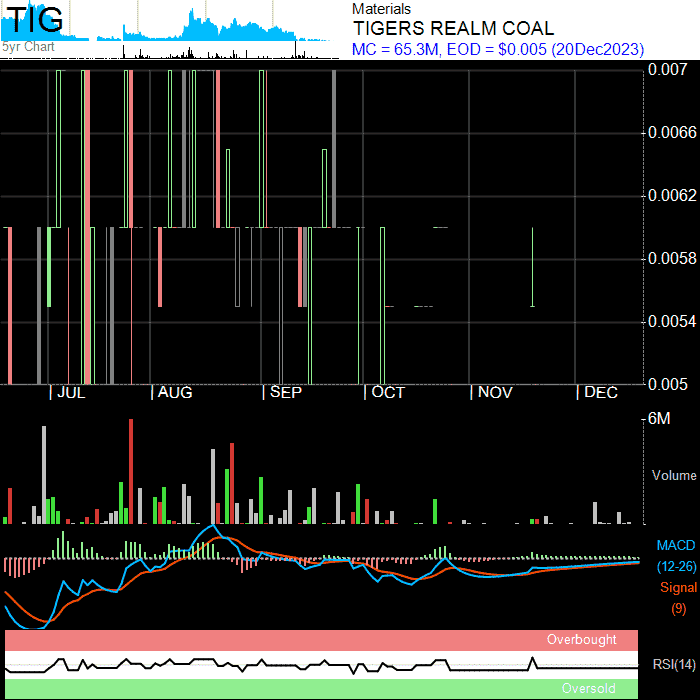 TIG
5yr Chart
Materials
TIGERS REALM COAL
MC = 65.3M, EOD = $0.005 (20Dec2023)
0.007
0.0066
0.0062
0.0058
0.0054
0.005
JUL AUG SEP OCT NOV DEC
6M
Volume
MACD
(12-26)
Signal
(9)
Overbought
RSI(14)
Oversold